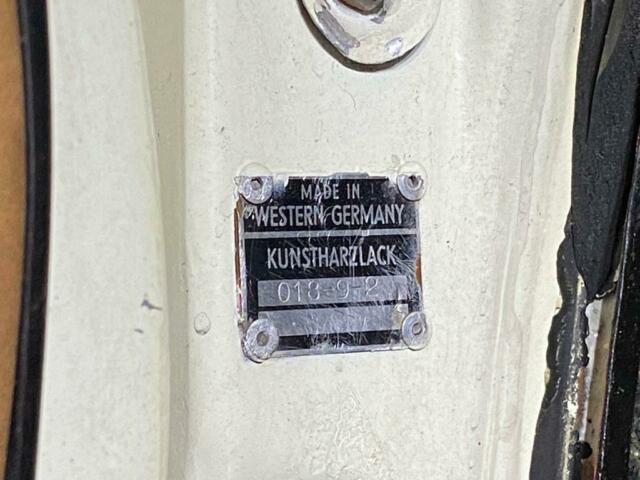 MADE IN
WESTERN GERMANY
KUNSTHARZLACK
018-9-2